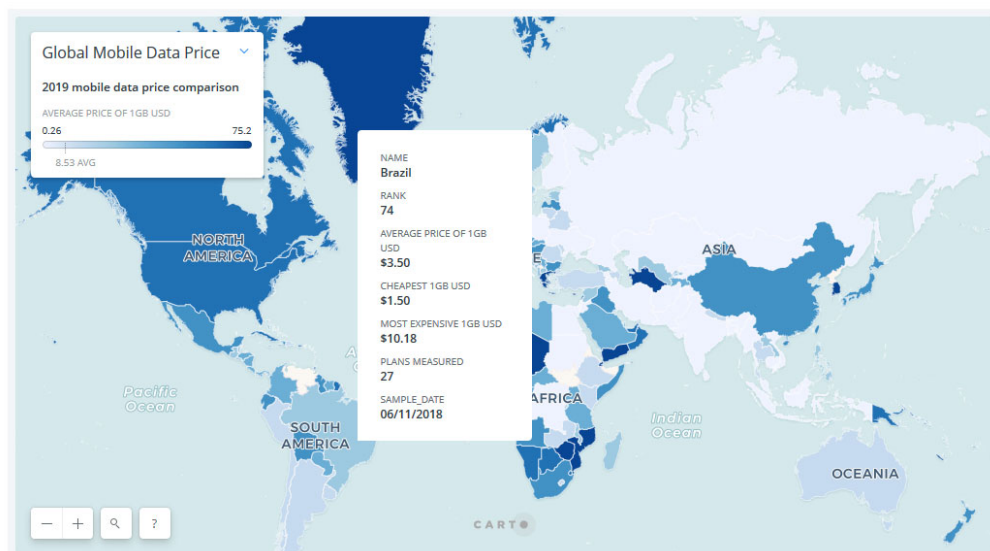 Global Mobile Data Price
2019 mobile data price comparison
AVERAGE PRICE OF 1GB USD
0.26 75.2
8.53 AVG
NAME
Brazil
RANK
74
AVERAGE PRICE OF 1GB
USD
$3.50
CHEAPEST 1GB USD
$1.50
MOST EXPENSIVE 1GB USD
$10.18
PLANS MEASURED
27
SAMPLE_DATE
06/11/2018
NORTH
AMERICA
ASIA
Pacific
Ocean
AFRICA
SOUTH
AMERICA
Indian
Ocean
OCEANIA
− + ?
CARTO